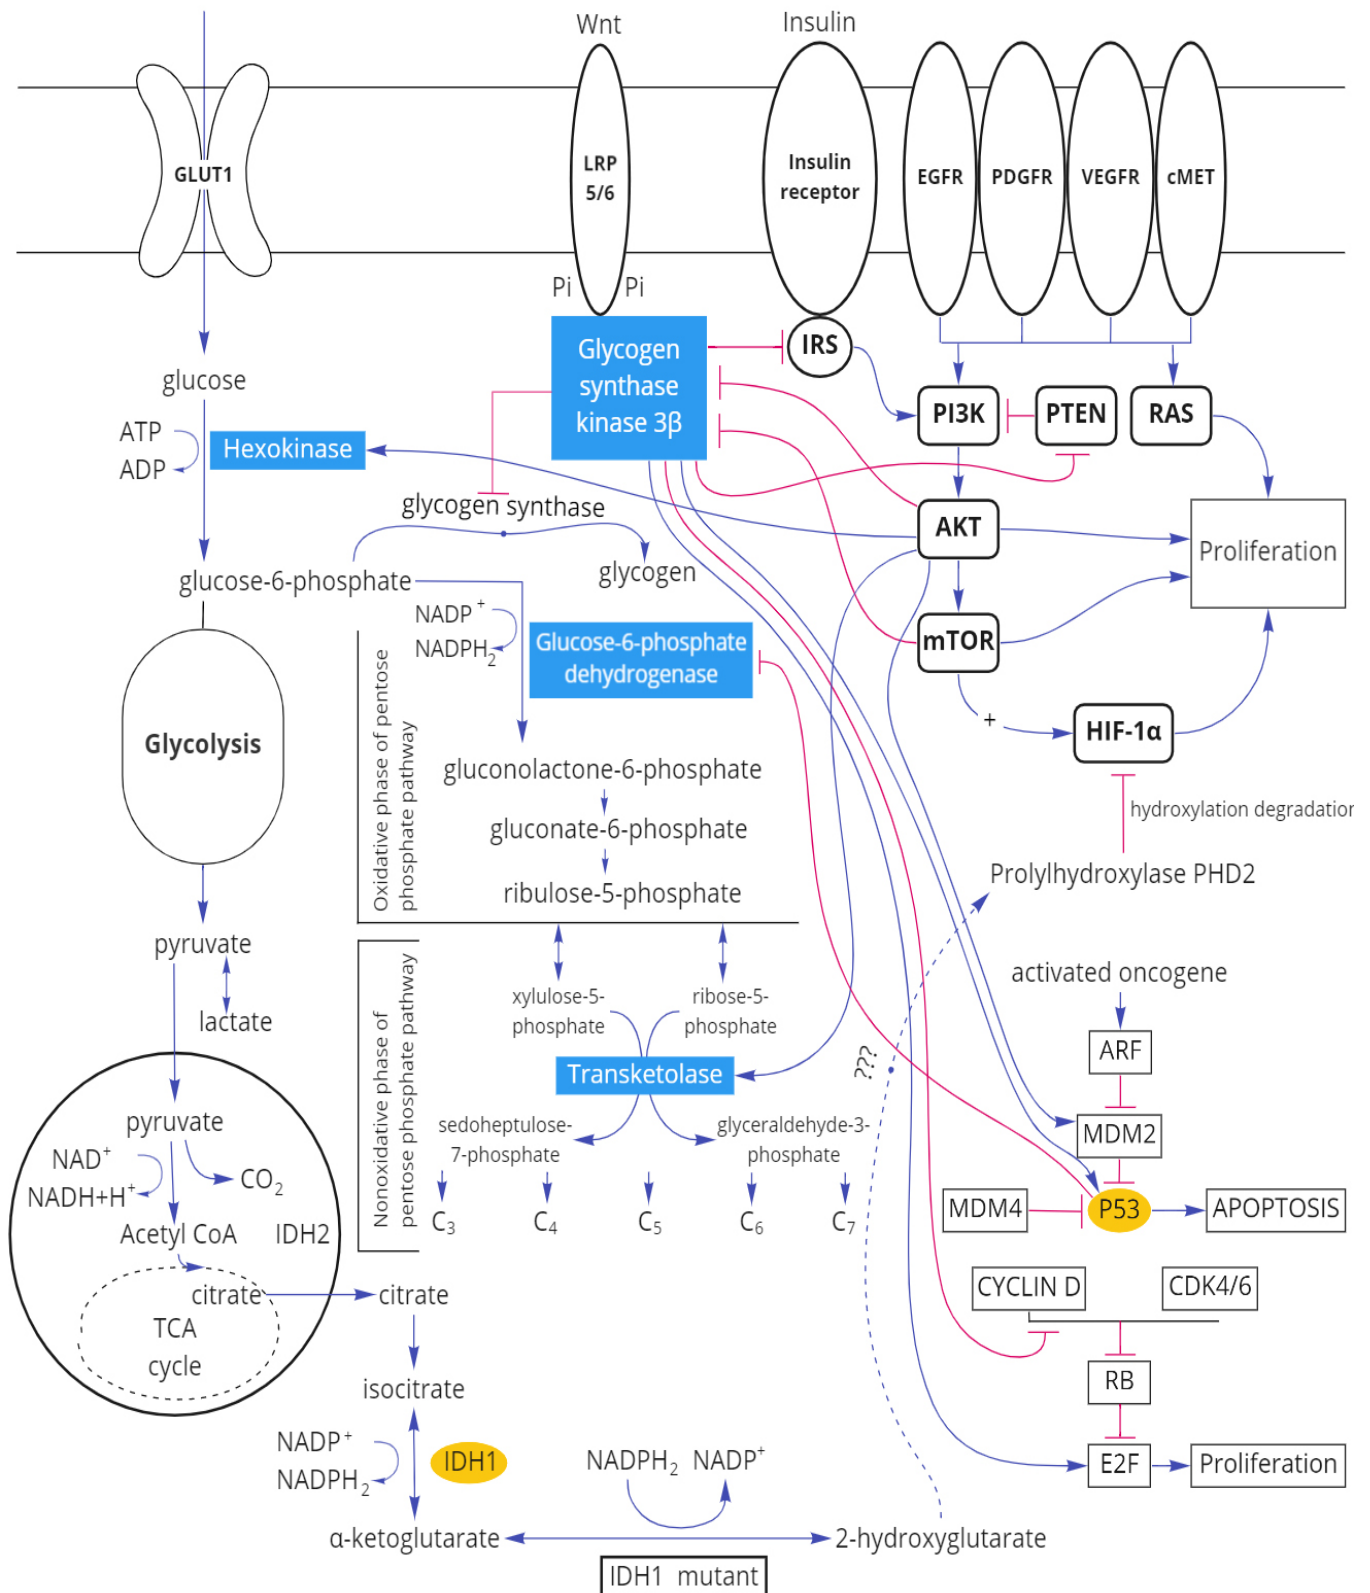 Wnt
Insulin
GLUT1
LRP
5/6
Insulin
receptor
EGFR
PDGFR
VEGFR
cMET
Pi
Pi
Glycogen
synthase
kinase 3β
IRS
glucose
ATP
ADP
Hexokinase
PI3K
PTEN
RAS
glycogen synthase
AKT
Proliferation
glucose-6-phosphate
glycogen
NADP⁺
NADPH₂
Glucose-6-phosphate
dehydrogenase
mTOR
+
HIF-1α
hydroxylation degradation
Glycolysis
Oxidative phase of pentose
phosphate pathway
gluconolactone-6-phosphate
gluconate-6-phosphate
ribulose-5-phosphate
Prolylhydroxylase PHD2
pyruvate
lactate
Nonoxidative phase of
pentose phosphate pathway
xylulose-5-
phosphate
ribose-5-
phosphate
Transketolase
???
activated oncogene
ARF
MDM2
pyruvate
NAD⁺
NADH+H⁺
CO₂
Acetyl CoA
IDH2
sedoheptulose-
7-phosphate
glyceraldehyde-3-
phosphate
C₃
C₄
C₅
C₆
C₇
MDM4
P53
APOPTOSIS
citrate
TCA
cycle
citrate
CYCLIN D
CDK4/6
isocitrate
RB
NADP⁺
NADPH₂
IDH1
NADPH₂
NADP⁺
E2F
Proliferation
α-ketoglutarate
2-hydroxyglutarate
IDH1 mutant